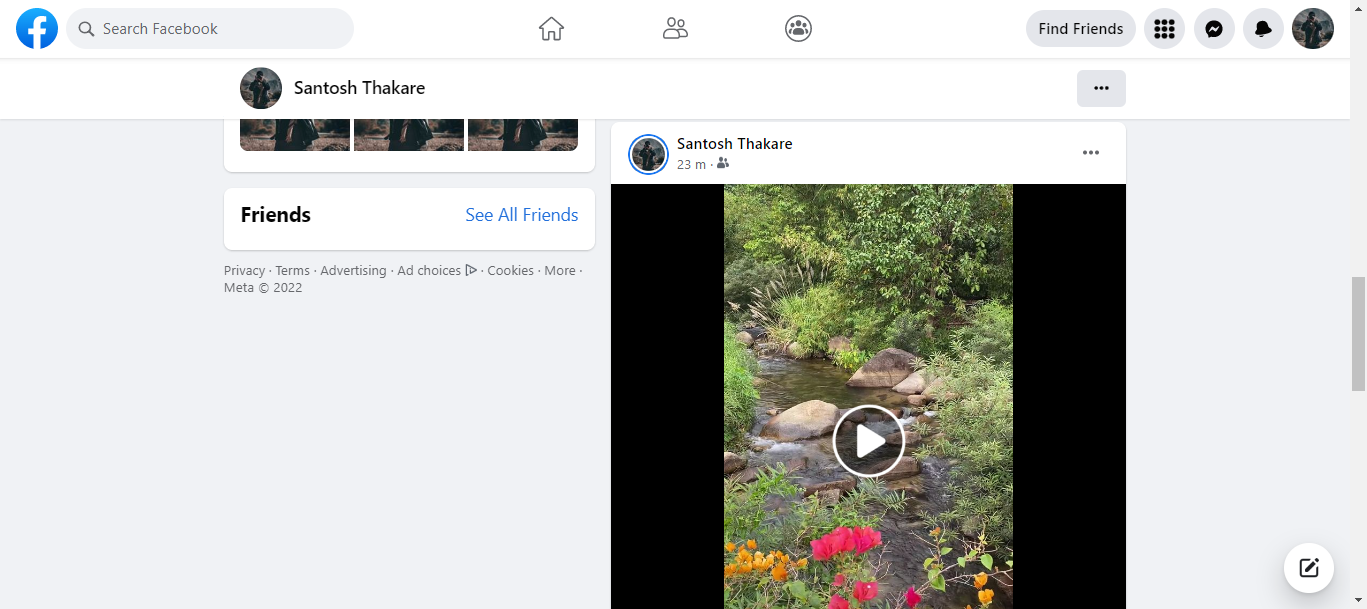 Search Facebook
Find Friends
Santosh Thakare
Santosh Thakare
23 m ·
Friends
See All Friends
Privacy · Terms · Advertising · Ad choices · Cookies · More ·
Meta © 2022